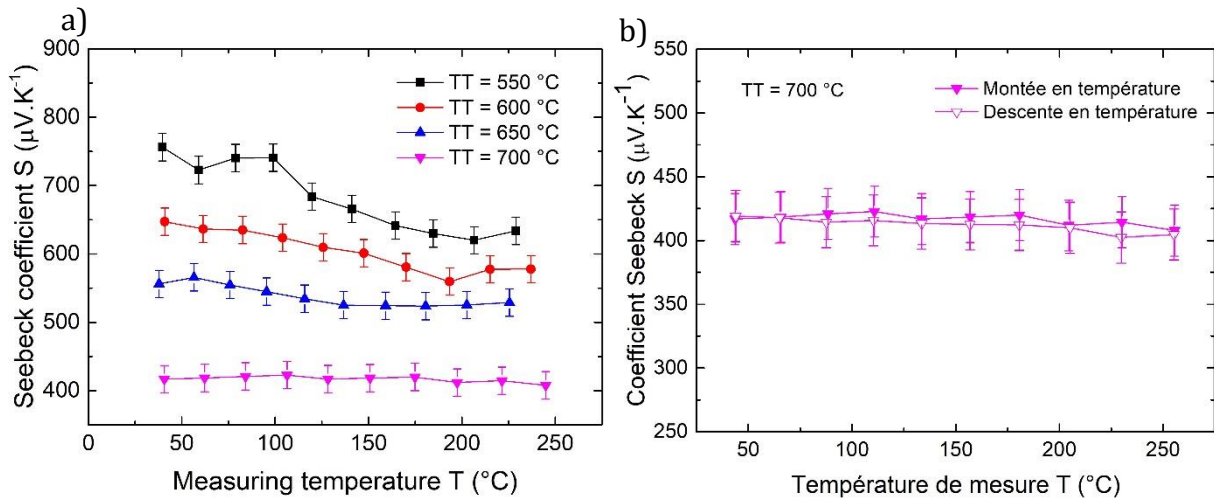 a)
900
800
700
600
500
400
Seebeck coefficient S (μV.K⁻¹)
TT = 550 °C
TT = 600 °C
TT = 650 °C
TT = 700 °C
0 50 100 150 200 250
Measuring temperature T (°C)
b)
550
500
450
400
350
300
250
Coefficient Seebeck S (μV.K⁻¹)
TT = 700 °C
Montée en température
Descente en température
50 100 150 200 250
Température de mesure T (°C)